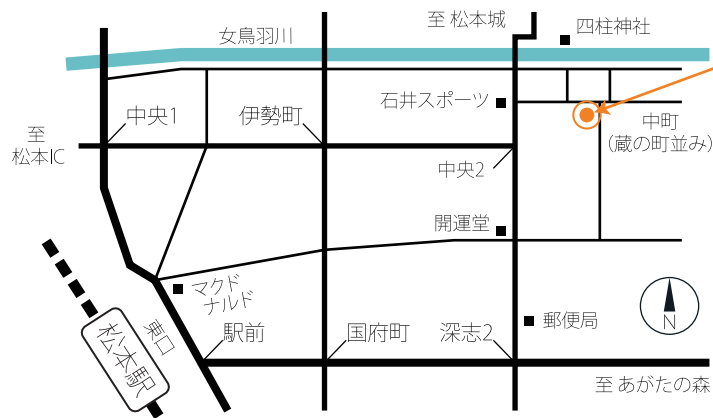 至 松本城
四柱神社
女鳥羽川
石井スポーツ
中央1
伊勢町
中町
(蔵の町並み)
至
松本IC
中央2
開運堂
マクド
ナルド
東口
松本駅
駅前
国府町
深志2
郵便局
N
至 あがたの森